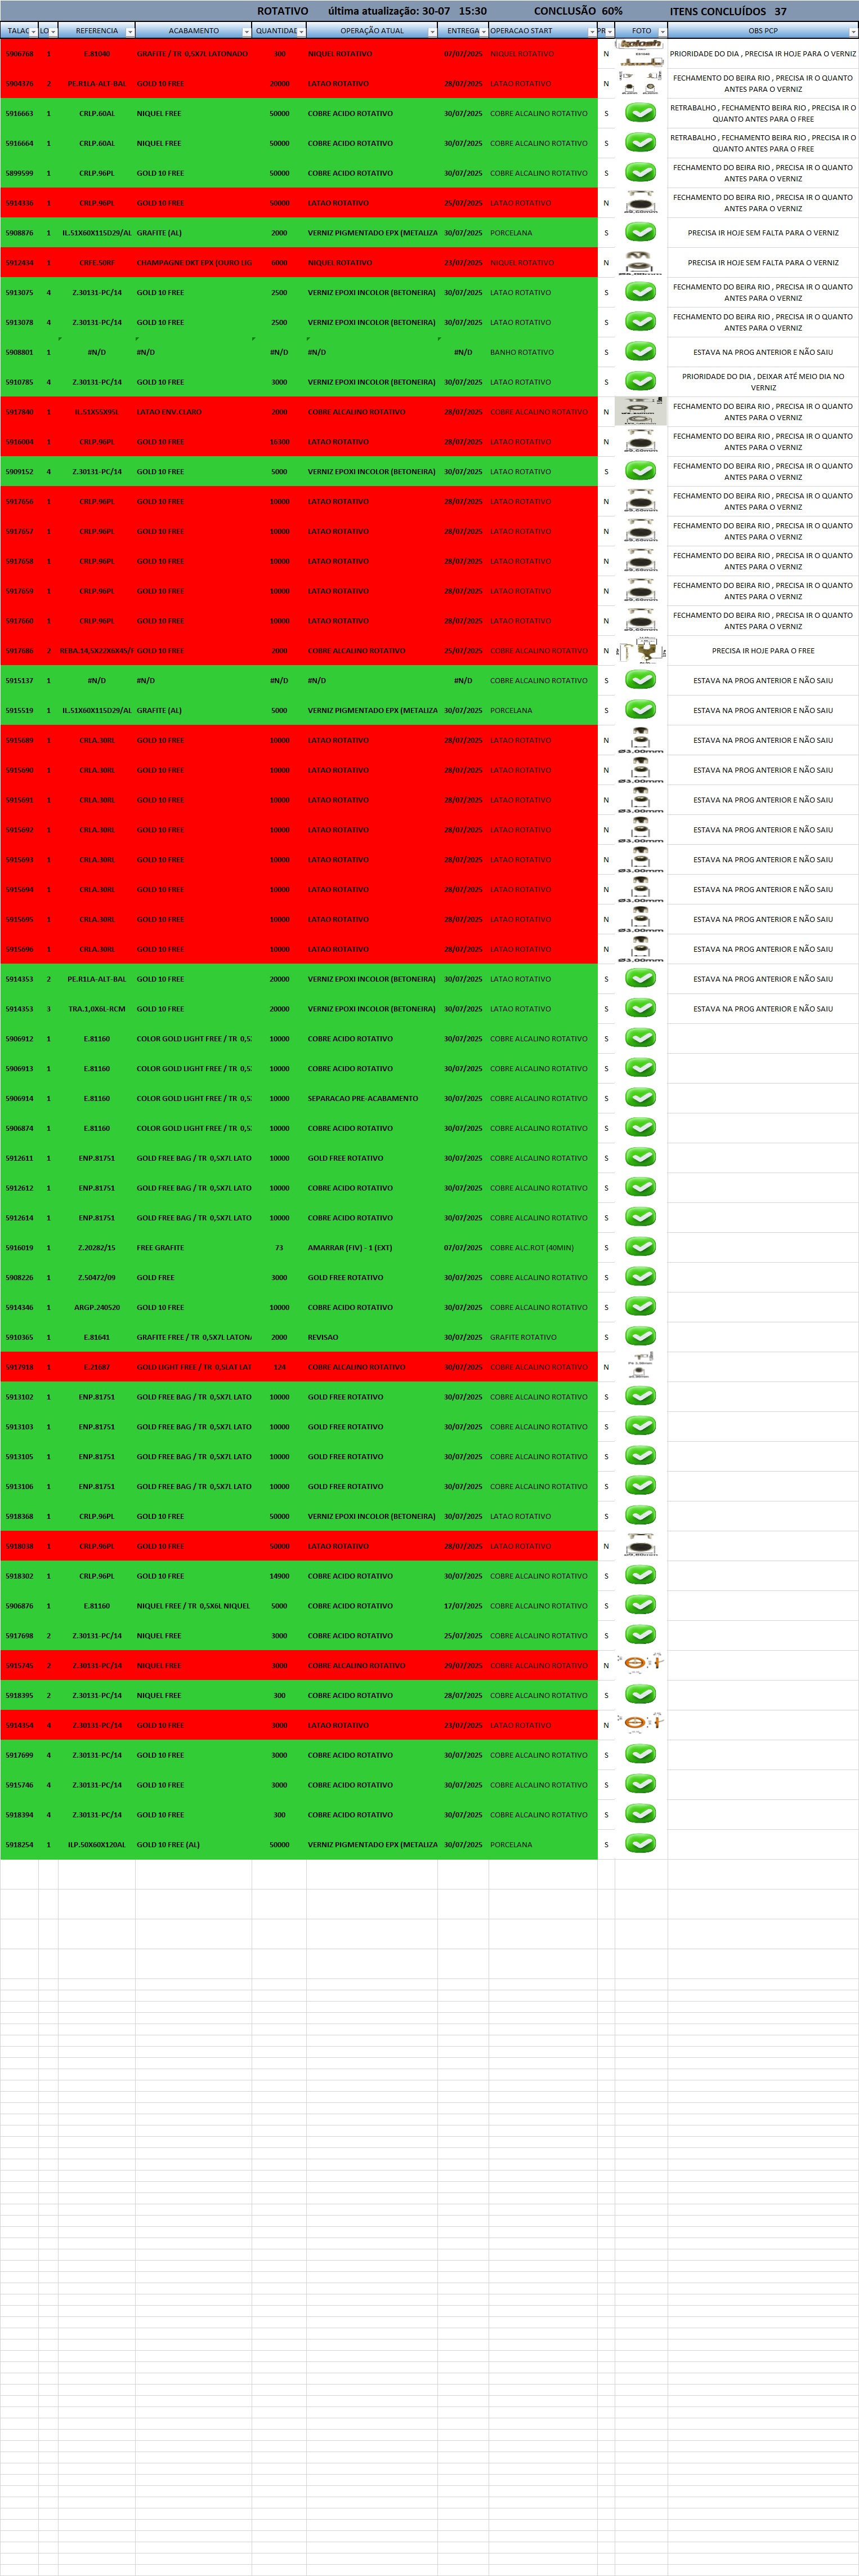 ROTATIVO última atualização: 30-07 15:30 CONCLUSÃO 60% ITENS CONCLUÍDOS 37
TALAC LO REFERENCIA ACABAMENTO QUANTIDAD OPERAÇÃO ATUAL ENTREGA OPERACAO START PR FOTO OBS PCP
5906768 1 E.81040 GRAFITE / TR 0,5X7L LATONADO 300 NIQUEL ROTATIVO 07/07/2025 NIQUEL ROTATIVO N PRIORIDADE DO DIA , PRECISA IR HOJE PARA O VERNIZ
5904376 2 PE.R1LA-ALT-BAL GOLD 10 FREE 20000 LATAO ROTATIVO 28/07/2025 LATAO ROTATIVO N FECHAMENTO DO BEIRA RIO , PRECISA IR O QUANTO
ANTES PARA O VERNIZ
5916663 1 CRLP.60AL NIQUEL FREE 50000 COBRE ACIDO ROTATIVO 30/07/2025 COBRE ALCALINO ROTATIVO S RETRABALHO , FECHAMENTO BEIRA RIO , PRECISA IR O
QUANTO ANTES PARA O FREE
5916664 1 CRLP.60AL NIQUEL FREE 50000 COBRE ACIDO ROTATIVO 30/07/2025 COBRE ALCALINO ROTATIVO S RETRABALHO , FECHAMENTO BEIRA RIO , PRECISA IR O
QUANTO ANTES PARA O FREE
5899599 1 CRLP.96PL GOLD 10 FREE 50000 COBRE ACIDO ROTATIVO 30/07/2025 COBRE ALCALINO ROTATIVO S FECHAMENTO DO BEIRA RIO , PRECISA IR O QUANTO
ANTES PARA O VERNIZ
5914336 1 CRLP.96PL GOLD 10 FREE 50000 LATAO ROTATIVO 25/07/2025 LATAO ROTATIVO N FECHAMENTO DO BEIRA RIO , PRECISA IR O QUANTO
ANTES PARA O VERNIZ
5908876 1 IL.51X60X115D29/AL GRAFITE (AL) 2000 VERNIZ PIGMENTADO EPX (METALIZA 30/07/2025 PORCELANA S PRECISA IR HOJE SEM FALTA PARA O VERNIZ
5912434 1 CRFE.50RF CHAMPAGNE DKT EPX (OURO LIG 6000 NIQUEL ROTATIVO 23/07/2025 NIQUEL ROTATIVO N PRECISA IR HOJE SEM FALTA PARA O VERNIZ
5913075 4 Z.30131-PC/14 GOLD 10 FREE 2500 VERNIZ EPOXI INCOLOR (BETONEIRA) 30/07/2025 LATAO ROTATIVO S FECHAMENTO DO BEIRA RIO , PRECISA IR O QUANTO
ANTES PARA O VERNIZ
5913078 4 Z.30131-PC/14 GOLD 10 FREE 2500 VERNIZ EPOXI INCOLOR (BETONEIRA) 30/07/2025 LATAO ROTATIVO S FECHAMENTO DO BEIRA RIO , PRECISA IR O QUANTO
ANTES PARA O VERNIZ
5908801 1 #N/D #N/D #N/D #N/D #N/D BANHO ROTATIVO S ESTAVA NA PROG ANTERIOR E NÃO SAIU
5910785 4 Z.30131-PC/14 GOLD 10 FREE 3000 VERNIZ EPOXI INCOLOR (BETONEIRA) 30/07/2025 LATAO ROTATIVO S PRIORIDADE DO DIA , DEIXAR ATÉ MEIO DIA NO
VERNIZ
5917840 1 IL.51X55X95L LATAO ENV. CLARO 2000 COBRE ALCALINO ROTATIVO 28/07/2025 COBRE ALCALINO ROTATIVO N FECHAMENTO DO BEIRA RIO , PRECISA IR O QUANTO
ANTES PARA O VERNIZ
5916004 1 CRLP.96PL GOLD 10 FREE 16300 LATAO ROTATIVO 29/07/2025 LATAO ROTATIVO N FECHAMENTO DO BEIRA RIO , PRECISA IR O QUANTO
ANTES PARA O VERNIZ
5909152 4 Z.30131-PC/14 GOLD 10 FREE 5000 VERNIZ EPOXI INCOLOR (BETONEIRA) 30/07/2025 LATAO ROTATIVO S FECHAMENTO DO BEIRA RIO , PRECISA IR O QUANTO
ANTES PARA O VERNIZ
5917656 1 CRLP.96PL GOLD 10 FREE 10000 LATAO ROTATIVO 28/07/2025 LATAO ROTATIVO N FECHAMENTO DO BEIRA RIO , PRECISA IR O QUANTO
ANTES PARA O VERNIZ
5917657 1 CRLP.96PL GOLD 10 FREE 10000 LATAO ROTATIVO 28/07/2025 LATAO ROTATIVO N FECHAMENTO DO BEIRA RIO , PRECISA IR O QUANTO
ANTES PARA O VERNIZ
5917658 1 CRLP.96PL GOLD 10 FREE 10000 LATAO ROTATIVO 28/07/2025 LATAO ROTATIVO N FECHAMENTO DO BEIRA RIO , PRECISA IR O QUANTO
ANTES PARA O VERNIZ
5917659 1 CRLP.96PL GOLD 10 FREE 10000 LATAO ROTATIVO 28/07/2025 LATAO ROTATIVO N FECHAMENTO DO BEIRA RIO , PRECISA IR O QUANTO
ANTES PARA O VERNIZ
5917660 1 CRLP.96PL GOLD 10 FREE 10000 LATAO ROTATIVO 28/07/2025 LATAO ROTATIVO N FECHAMENTO DO BEIRA RIO , PRECISA IR O QUANTO
ANTES PARA O VERNIZ
5917686 2 REBA.14,5X22X6X45/F GOLD 10 FREE 2000 COBRE ALCALINO ROTATIVO 25/07/2025 COBRE ALCALINO ROTATIVO N PRECISA IR HOJE PARA O FREE
5915137 1 #N/D #N/D #N/D #N/D #N/D COBRE ALCALINO ROTATIVO S ESTAVA NA PROG ANTERIOR E NÃO SAIU
5915519 1 IL.51X60X115D29/AL GRAFITE (AL) 5000 VERNIZ PIGMENTADO EPX (METALIZA 30/07/2025 PORCELANA S ESTAVA NA PROG ANTERIOR E NÃO SAIU
5915689 1 CRLA.30RL GOLD 10 FREE 10000 LATAO ROTATIVO 28/07/2025 LATAO ROTATIVO N Ø3,00mm ESTAVA NA PROG ANTERIOR E NÃO SAIU
5915690 1 CRLA.30RL GOLD 10 FREE 10000 LATAO ROTATIVO 28/07/2025 LATAO ROTATIVO N Ø3,00mm ESTAVA NA PROG ANTERIOR E NÃO SAIU
5915691 1 CRLA.30RL GOLD 10 FREE 10000 LATAO ROTATIVO 28/07/2025 LATAO ROTATIVO N Ø3,00mm ESTAVA NA PROG ANTERIOR E NÃO SAIU
5915692 1 CRLA.30RL GOLD 10 FREE 10000 LATAO ROTATIVO 28/07/2025 LATAO ROTATIVO N Ø3,00mm ESTAVA NA PROG ANTERIOR E NÃO SAIU
5915693 1 CRLA.30RL GOLD 10 FREE 10000 LATAO ROTATIVO 28/07/2025 LATAO ROTATIVO N Ø3,00mm ESTAVA NA PROG ANTERIOR E NÃO SAIU
5915694 1 CRLA.30RL GOLD 10 FREE 10000 LATAO ROTATIVO 28/07/2025 LATAO ROTATIVO N Ø3,00mm ESTAVA NA PROG ANTERIOR E NÃO SAIU
5915695 1 CRLA.30RL GOLD 10 FREE 10000 LATAO ROTATIVO 28/07/2025 LATAO ROTATIVO N Ø3,00mm ESTAVA NA PROG ANTERIOR E NÃO SAIU
5915696 1 CRLA.30RL GOLD 10 FREE 10000 LATAO ROTATIVO 28/07/2025 LATAO ROTATIVO N Ø3,00mm ESTAVA NA PROG ANTERIOR E NÃO SAIU
5914353 2 PE.R1LA-ALT-BAL GOLD 10 FREE 20000 VERNIZ EPOXI INCOLOR (BETONEIRA) 30/07/2025 LATAO ROTATIVO S ESTAVA NA PROG ANTERIOR E NÃO SAIU
5914353 3 TRA.1,0X6L-RCM GOLD 10 FREE 20000 VERNIZ EPOXI INCOLOR (BETONEIRA) 30/07/2025 LATAO ROTATIVO S ESTAVA NA PROG ANTERIOR E NÃO SAIU
5906912 1 E.81160 COLOR GOLD LIGHT FREE / TR 0,5X 10000 COBRE ACIDO ROTATIVO 30/07/2025 COBRE ALCALINO ROTATIVO S
5906913 1 E.81160 COLOR GOLD LIGHT FREE / TR 0,5X 10000 COBRE ACIDO ROTATIVO 30/07/2025 COBRE ALCALINO ROTATIVO S
5906914 1 E.81160 COLOR GOLD LIGHT FREE / TR 0,5X 10000 SEPARACAO PRE-ACABAMENTO 30/07/2025 COBRE ALCALINO ROTATIVO S
5906874 1 E.81160 COLOR GOLD LIGHT FREE / TR 0,5X 10000 COBRE ACIDO ROTATIVO 30/07/2025 COBRE ALCALINO ROTATIVO S
5912611 1 ENP.81751 GOLD FREE BAG / TR 0,5X7L LATO 10000 GOLD FREE ROTATIVO 30/07/2025 COBRE ALCALINO ROTATIVO S
5912612 1 ENP.81751 GOLD FREE BAG / TR 0,5X7L LATO 10000 COBRE ACIDO ROTATIVO 30/07/2025 COBRE ALCALINO ROTATIVO S
5912614 1 ENP.81751 GOLD FREE BAG / TR 0,5X7L LATO 10000 COBRE ACIDO ROTATIVO 30/07/2025 COBRE ALCALINO ROTATIVO S
5916019 1 Z.20282/15 FREE GRAFITE 73 AMARRAR (FIV) - 1 (EXT) 07/07/2025 COBRE ALC.ROT (40MIN) S
5908226 1 Z.50472/09 GOLD FREE 3000 GOLD FREE ROTATIVO 30/07/2025 COBRE ALCALINO ROTATIVO S
5914346 1 ARGP.240520 GOLD 10 FREE 10000 COBRE ACIDO ROTATIVO 30/07/2025 COBRE ALCALINO ROTATIVO S
5910365 1 E.81641 GRAFITE FREE / TR 0,5X7L LATONA 2000 REVISAO 30/07/2025 GRAFITE ROTATIVO S
5917918 1 E.21687 GOLD LIGHT FREE / TR 0,5LAT LAT 124 COBRE ALCALINO ROTATIVO 30/07/2025 COBRE ALCALINO ROTATIVO N
5913102 1 ENP.81751 GOLD FREE BAG / TR 0,5X7L LATO 10000 GOLD FREE ROTATIVO 30/07/2025 COBRE ALCALINO ROTATIVO S
5913103 1 ENP.81751 GOLD FREE BAG / TR 0,5X7L LATO 10000 GOLD FREE ROTATIVO 30/07/2025 COBRE ALCALINO ROTATIVO S
5913105 1 ENP.81751 GOLD FREE BAG / TR 0,5X7L LATO 10000 GOLD FREE ROTATIVO 30/07/2025 COBRE ALCALINO ROTATIVO S
5913106 1 ENP.81751 GOLD FREE BAG / TR 0,5X7L LATO 10000 GOLD FREE ROTATIVO 30/07/2025 COBRE ALCALINO ROTATIVO S
5918368 1 CRLP.96PL GOLD 10 FREE 50000 VERNIZ EPOXI INCOLOR (BETONEIRA) 30/07/2025 LATAO ROTATIVO S
5918038 1 CRLP.96PL GOLD 10 FREE 50000 LATAO ROTATIVO 28/07/2025 LATAO ROTATIVO N
5918302 1 CRLP.96PL GOLD 10 FREE 14900 COBRE ACIDO ROTATIVO 30/07/2025 COBRE ALCALINO ROTATIVO S
5906876 1 E.81160 NIQUEL FREE / TR 0,5X6L NIQUEL 5000 COBRE ACIDO ROTATIVO 17/07/2025 COBRE ALCALINO ROTATIVO S
5917698 2 Z.30131-PC/14 NIQUEL FREE 3000 COBRE ACIDO ROTATIVO 25/07/2025 COBRE ALCALINO ROTATIVO S
5915745 2 Z.30131-PC/14 NIQUEL FREE 3000 COBRE ALCALINO ROTATIVO 29/07/2025 COBRE ALCALINO ROTATIVO N
5918395 2 Z.30131-PC/14 NIQUEL FREE 300 COBRE ACIDO ROTATIVO 28/07/2025 COBRE ALCALINO ROTATIVO S
5914354 4 Z.30131-PC/14 GOLD 10 FREE 3000 LATAO ROTATIVO 23/07/2025 LATAO ROTATIVO N
5917699 4 Z.30131-PC/14 GOLD 10 FREE 3000 COBRE ACIDO ROTATIVO 30/07/2025 COBRE ALCALINO ROTATIVO S
5915746 4 Z.30131-PC/14 GOLD 10 FREE 3000 COBRE ACIDO ROTATIVO 30/07/2025 COBRE ALCALINO ROTATIVO S
5918394 4 Z.30131-PC/14 GOLD 10 FREE 300 COBRE ACIDO ROTATIVO 30/07/2025 COBRE ALCALINO ROTATIVO S
5918254 1 ILP.50X60X120AL GOLD 10 FREE (AL) 50000 VERNIZ PIGMENTADO EPX (METALIZA 30/07/2025 PORCELANA S